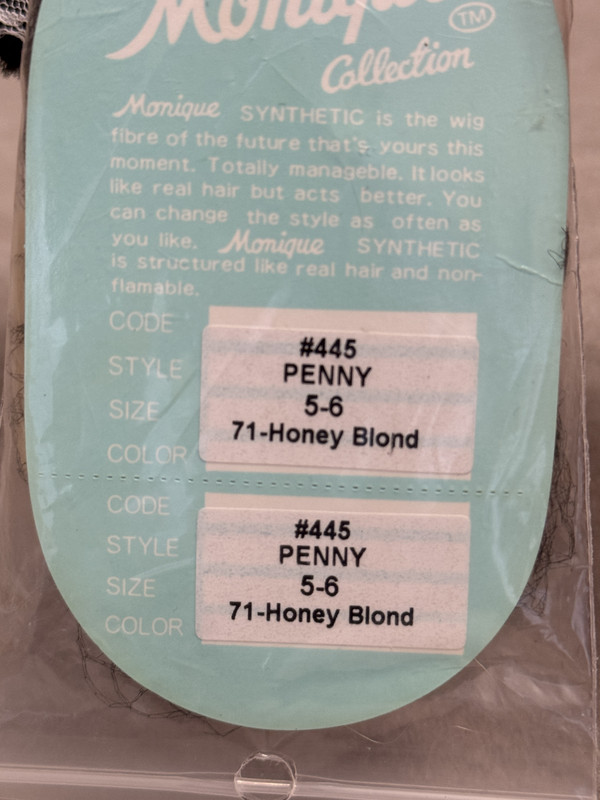 Monique TM
Collection
Monique SYNTHETIC is the wig
fibre of the future that's yours this
moment. Totally manageble. It looks
like real hair but acts better. You
can change the style as often as
you like. Monique SYNTHETIC
is structured like real hair and non-
flamable.
CODE #445
STYLE PENNY
SIZE 5-6
COLOR 71-Honey Blond
CODE #445
STYLE PENNY
SIZE 5-6
COLOR 71-Honey Blond